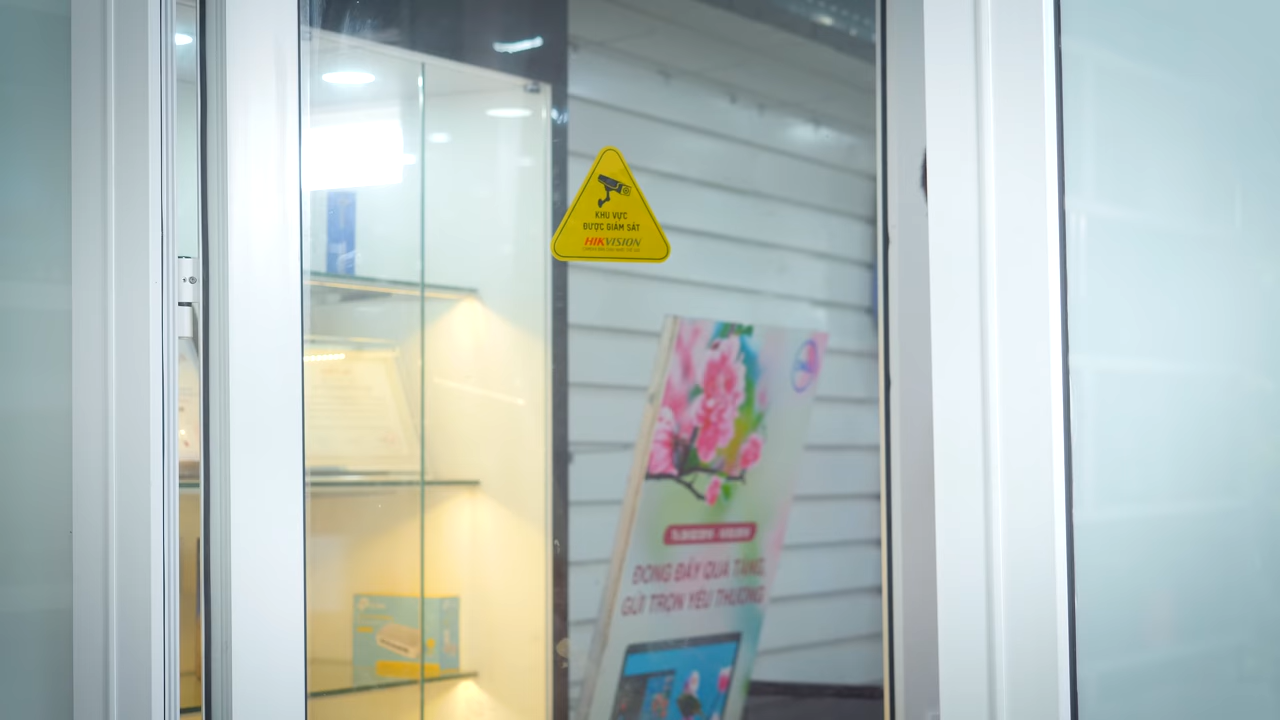 KHU VỰC
ĐƯỢC GIÁM SÁT
HIKVISION
ĐONG ĐẦY QUÀ TẶNG
GỬI TRỌN YÊU THƯƠNG